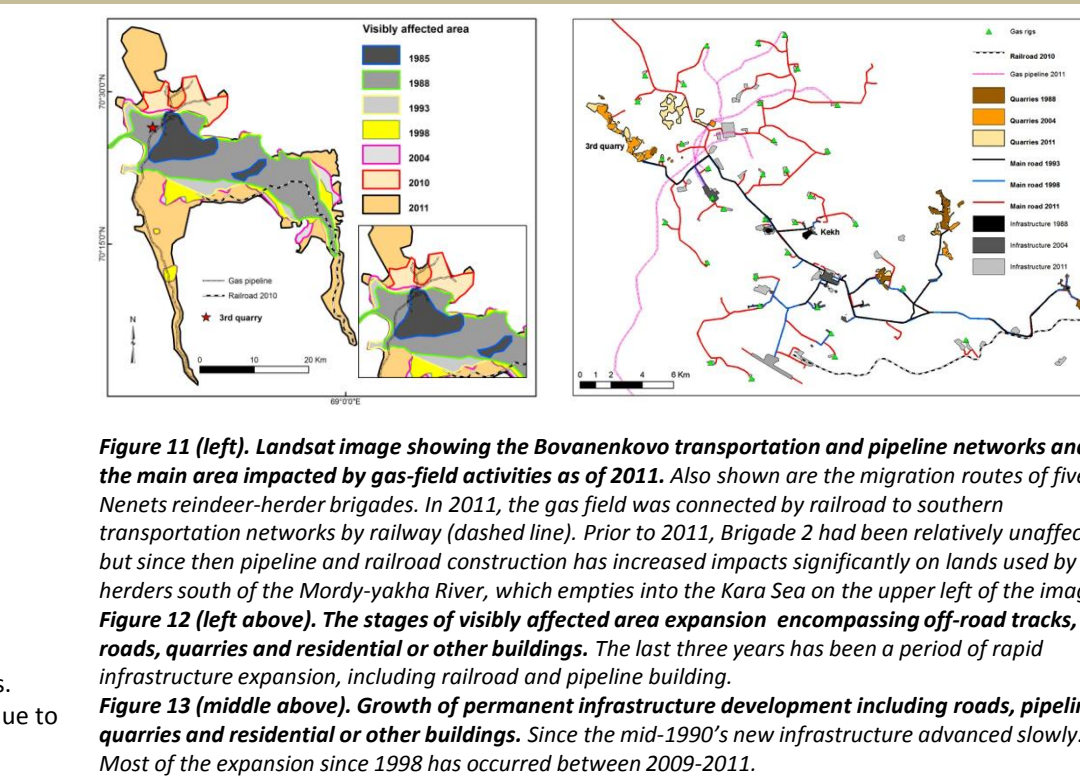 Visibly affected area
1985
1988
1993
1998
2004
2010
2011
70°30'0"N
70°15'0"N
Gas pipeline
Railroad 2010
3rd quarry
N
0 10 20 Km
69°0'0"E
Gas rigs
Railroad 2010
Gas pipeline 2011
Quarries 1988
Quarries 2004
Quarries 2011
Main road 1993
Main road 1998
Main road 2011
Infrastructure 1988
Infrastructure 2004
Infrastructure 2011
3rd quarry
Kekh
0 1 2 4 6 Km
Figure 11 (left). Landsat image showing the Bovanenkovo transportation and pipeline networks and
the main area impacted by gas-field activities as of 2011. Also shown are the migration routes of five
Nenets reindeer-herder brigades. In 2011, the gas field was connected by railroad to southern
transportation networks by railway (dashed line). Prior to 2011, Brigade 2 had been relatively unaffec
but since then pipeline and railroad construction has increased impacts significantly on lands used by
herders south of the Mordy-yakha River, which empties into the Kara Sea on the upper left of the imag
Figure 12 (left above). The stages of visibly affected area expansion encompassing off-road tracks,
roads, quarries and residential or other buildings. The last three years has been a period of rapid
infrastructure expansion, including railroad and pipeline building.
Figure 13 (middle above). Growth of permanent infrastructure development including roads, pipelin
quarries and residential or other buildings. Since the mid-1990's new infrastructure advanced slowly.
Most of the expansion since 1998 has occurred between 2009-2011.
s.
ue to